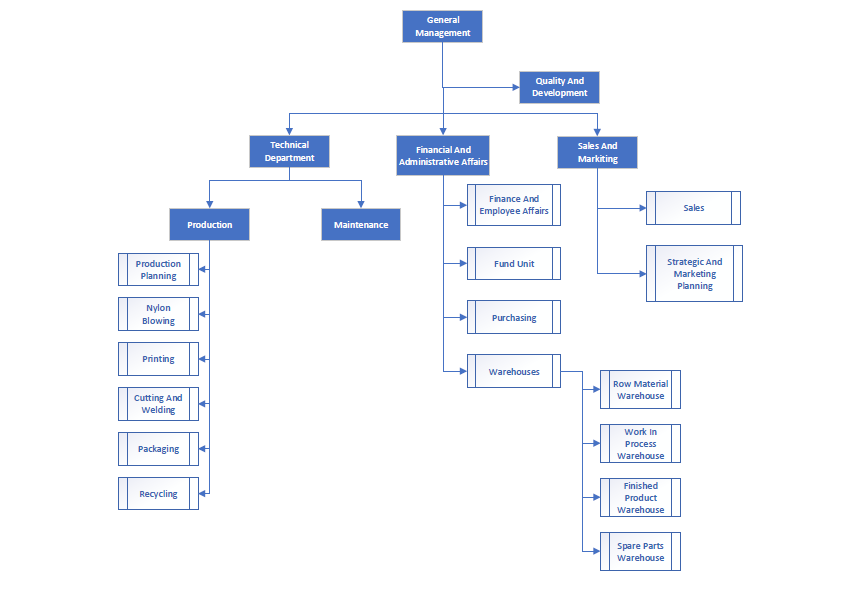 General
Management
Quality And
Development
Technical
Department
Financial And
Administrative Affairs
Sales And
Markiting
Production
Maintenance
Finance And
Employee Affairs
Sales
Production
Planning
Fund Unit
Strategic And
Marketing
Planning
Nylon
Blowing
Purchasing
Printing
Warehouses
Row Material
Warehouse
Cutting And
Welding
Work In
Process
Warehouse
Packaging
Finished
Product
Warehouse
Recycling
Spare Parts
Warehouse